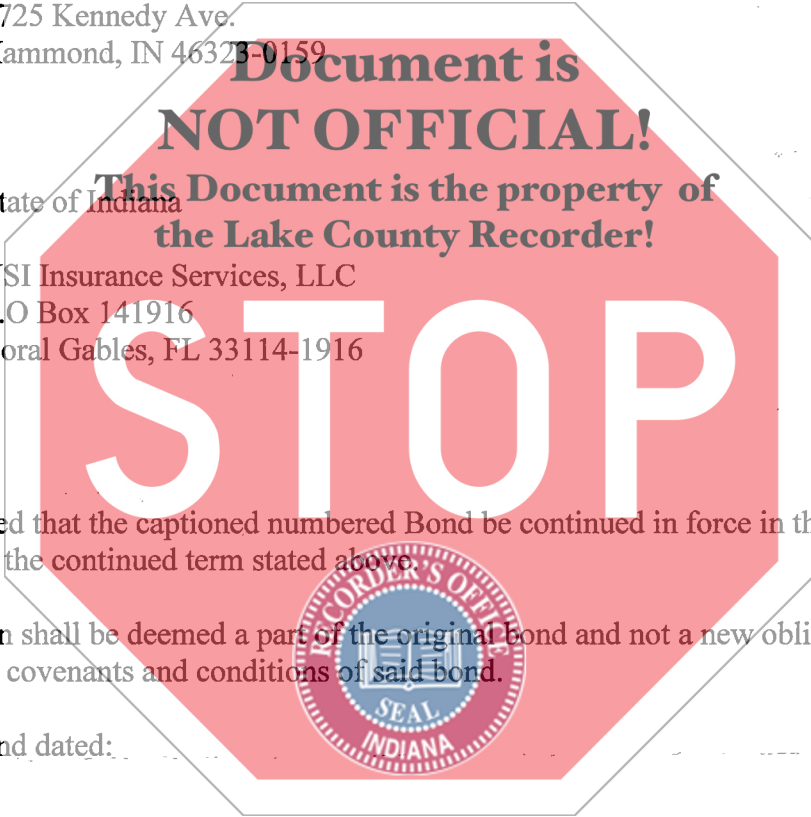 725 Kennedy Ave.
ammond, IN 46323-0159
Document is
NOT OFFICIAL!
This Document is the property of
the Lake County Recorder!
tate of Indiana
SI Insurance Services, LLC
.O Box 141916
oral Gables, FL 33114-1916
STOP
ed that the captioned numbered Bond be continued in force in th
the continued term stated above.
RECORDER'S OFFICE
n shall be deemed a part of the original bond and not a new obli
covenants and conditions of said bond.
SEAL
INDIANA
nd dated: